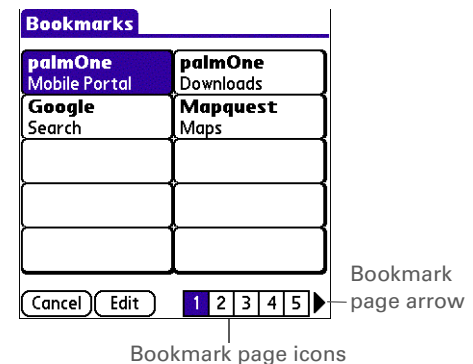 Bookmarks
palmOne palmOne
Mobile Portal Downloads
Google Mapquest
Search Maps
Cancel Edit 1 2 3 4 5
Bookmark
page arrow
Bookmark page icons